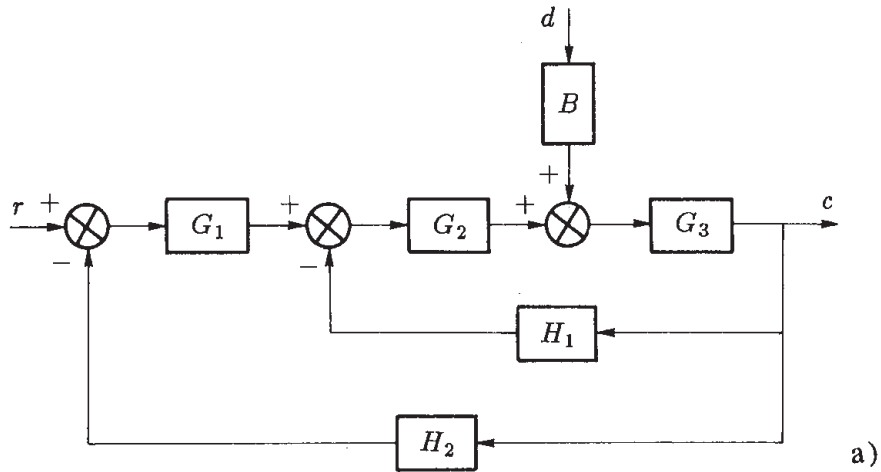 d
B
r
+
G₁
+
G₂
+
+
G₃
c
−
−
H₁
H₂
a)